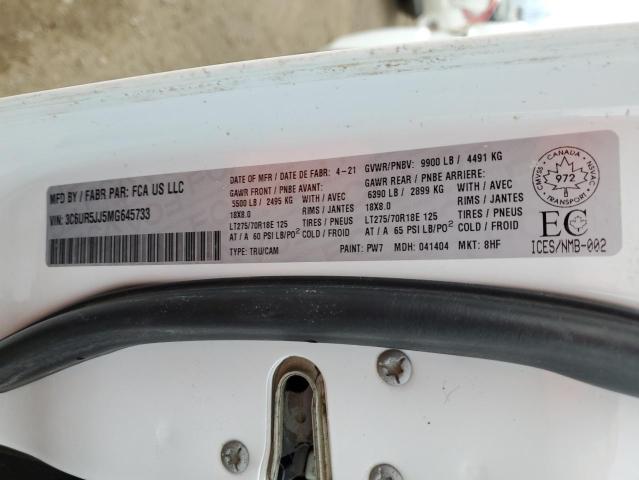 MFD BY / FABR PAR: FCA US LLC
VIN: 3C6UR5JJ5MG645733
DATE OF MFR / DATE DE FABR: 4-21
GVWR/PNBV: 9900 LB / 4491 KG
GAWR FRONT / PNBE AVANT:
5500 LB / 2495 KG
WITH / AVEC
18X8.0
RIMS / JANTES
LT275/70R18E 125
TIRES / PNEUS
AT / A 60 PSI LB/PO²
COLD / FROID
TYPE: TRU/CAM
GAWR REAR / PNBE ARRIERE:
6390 LB / 2899 KG
WITH / AVEC
18X8.0
RIMS / JANTES
LT275/70R18E 125
TIRES / PNEUS
AT / A 65 PSI LB/PO²
COLD / FROID
PAINT: PW7 MDH: 041404 MKT: 8HF
CANADA
CMVSS
NSVAC
972
TRANSPORT
EC
ICES/NMB-002